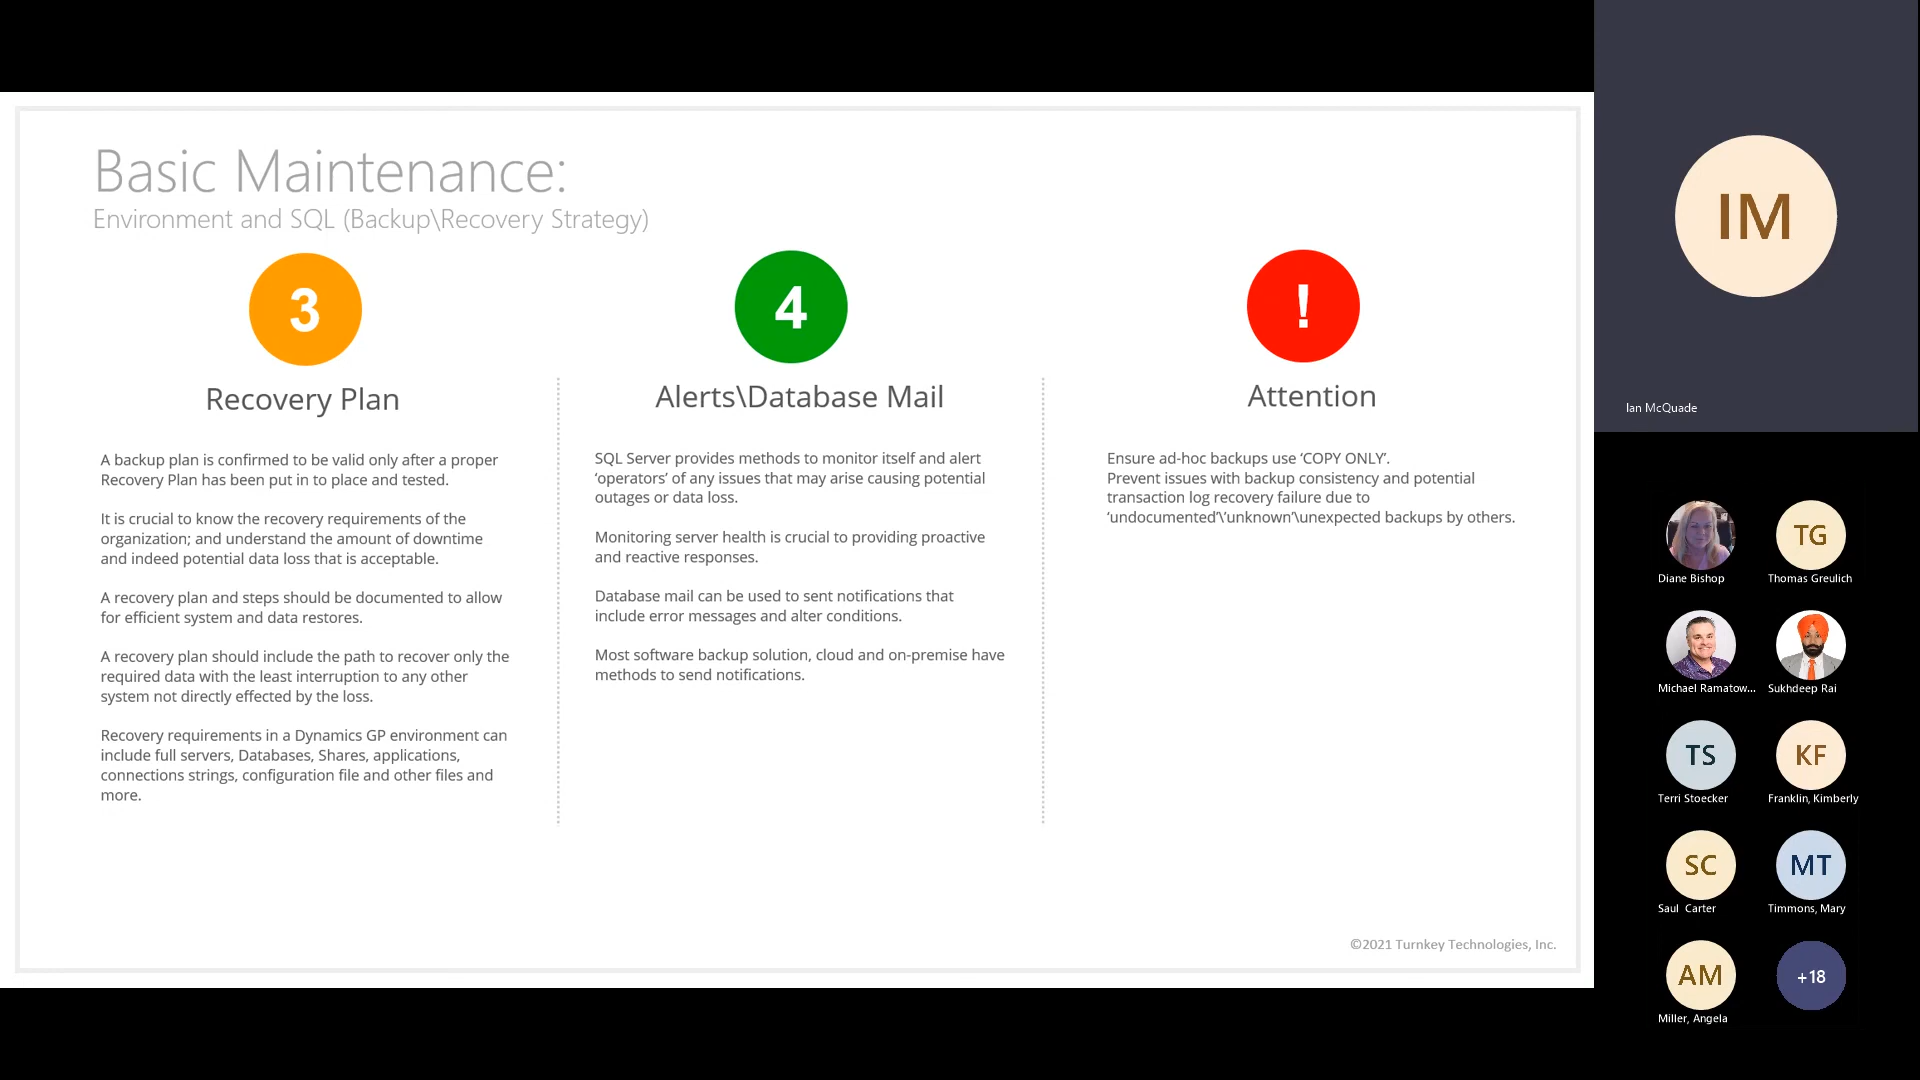 Basic Maintenance:
Environment and SQL (Backup\Recovery Strategy)
3
Recovery Plan
A backup plan is confirmed to be valid only after a proper
Recovery Plan has been put in to place and tested.
It is crucial to know the recovery requirements of the
organization; and understand the amount of downtime
and indeed potential data loss that is acceptable.
A recovery plan and steps should be documented to allow
for efficient system and data restores.
A recovery plan should include the path to recover only the
required data with the least interruption to any other
system not directly effected by the loss.
Recovery requirements in a Dynamics GP environment can
include full servers, Databases, Shares, applications,
connections strings, configuration file and other files and
more.
4
Alerts\Database Mail
SQL Server provides methods to monitor itself and alert
‘operators’ of any issues that may arise causing potential
outages or data loss.
Monitoring server health is crucial to providing proactive
and reactive responses.
Database mail can be used to sent notifications that
include error messages and alter conditions.
Most software backup solution, cloud and on-premise have
methods to send notifications.
!
Attention
Ensure ad-hoc backups use ‘COPY ONLY’.
Prevent issues with backup consistency and potential
transaction log recovery failure due to
‘undocumented’\‘unknown’\unexpected backups by others.
©2021 Turnkey Technologies, Inc.
IM
Ian McQuade
Diane Bishop
TG
Thomas Greulich
Michael Ramatow...
Sukhdeep Rai
TS
Terri Stoecker
KF
Franklin, Kimberly
SC
Saul Carter
MT
Timmons, Mary
AM
Miller, Angela
+18